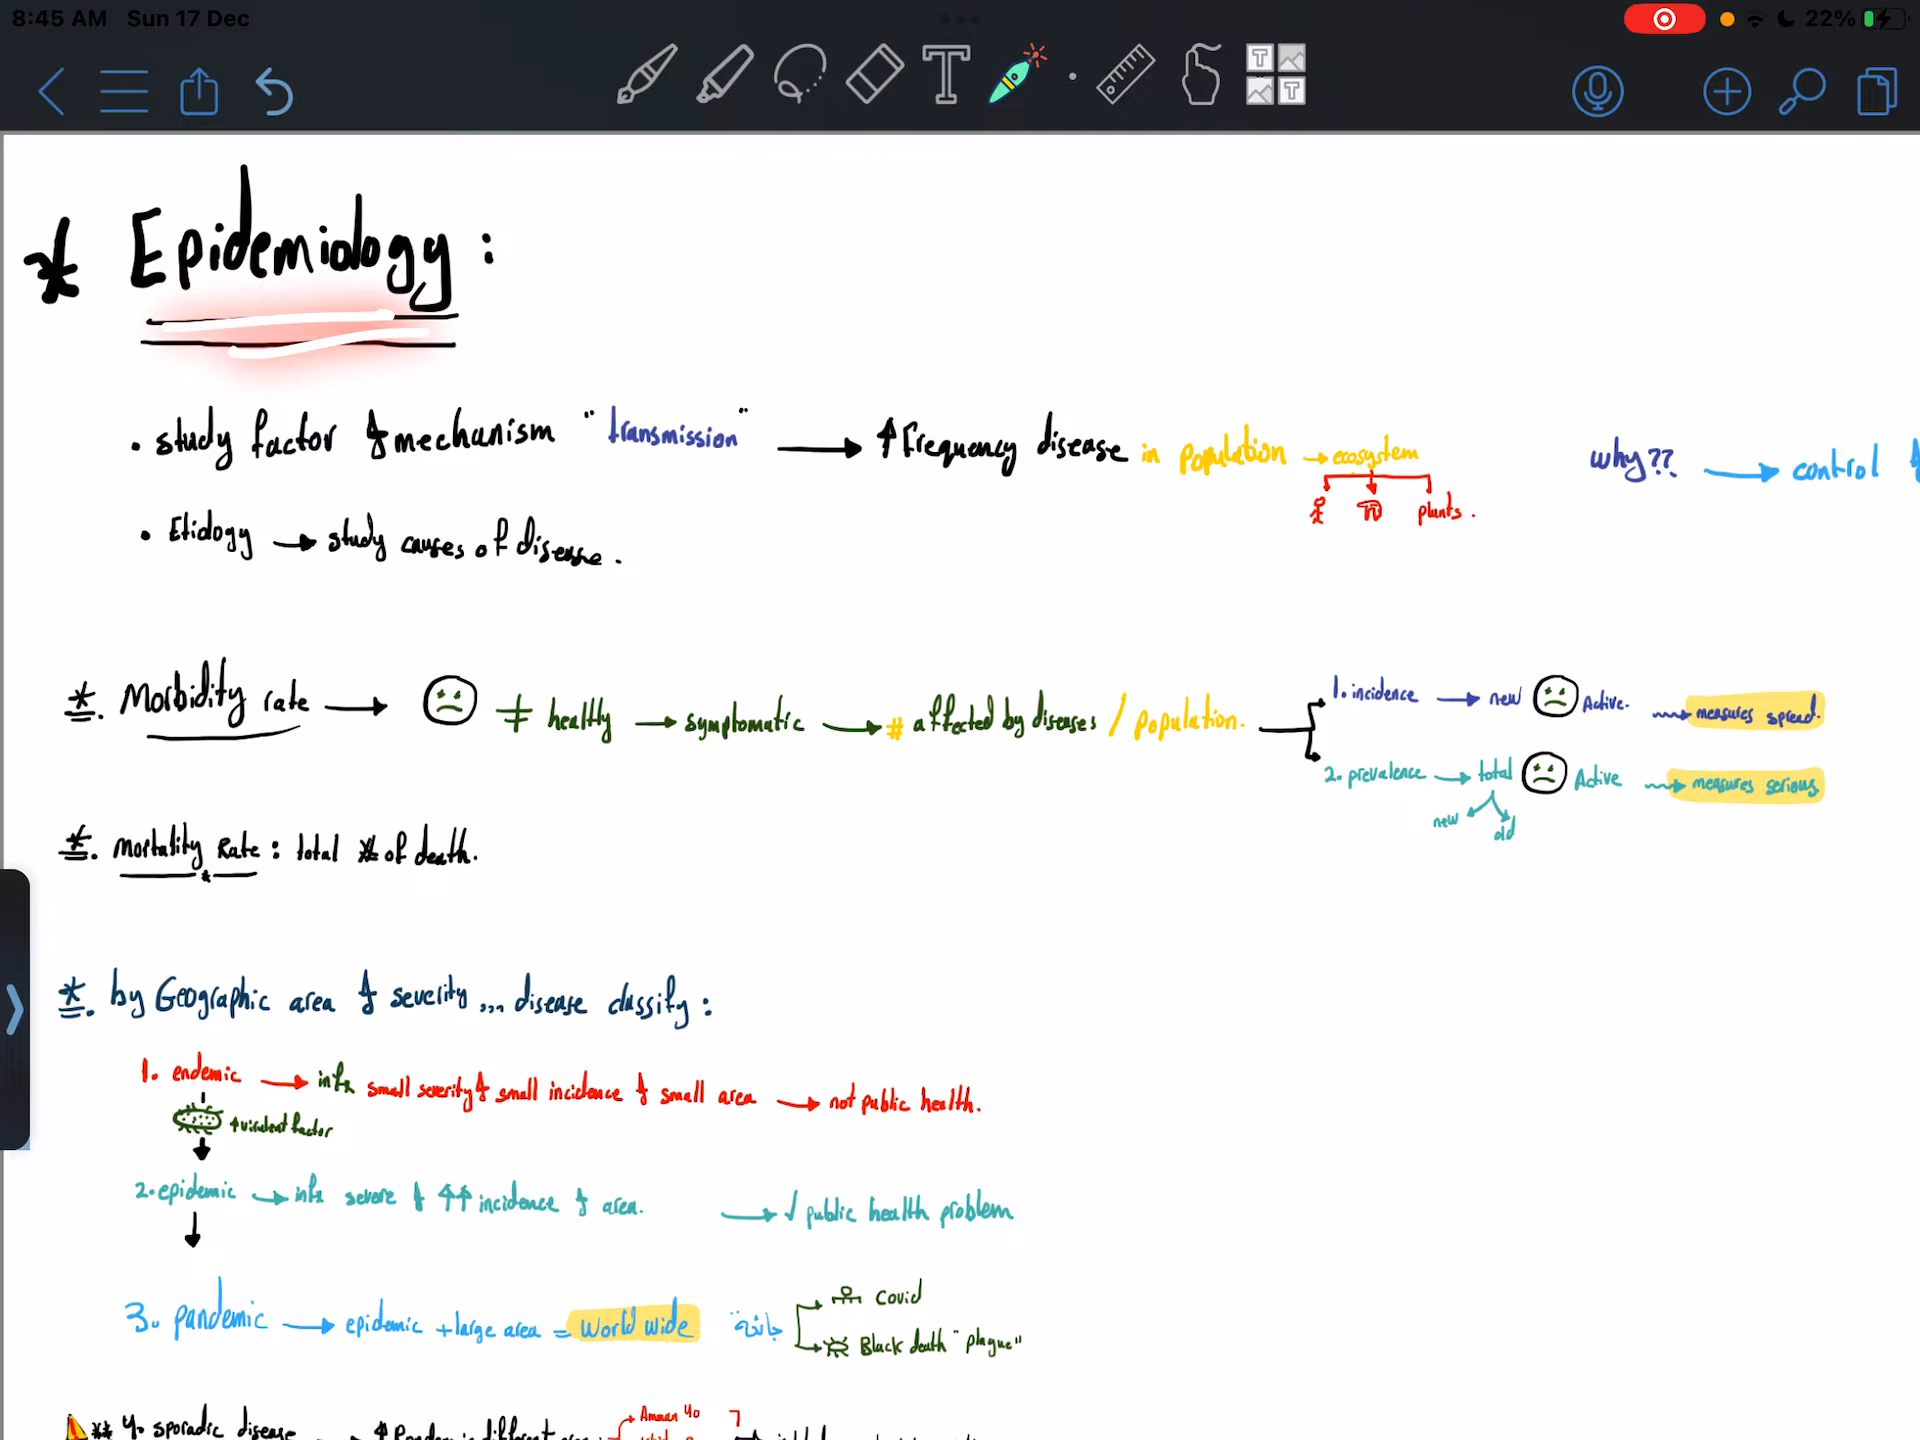 8:45 AM Sun 17 Dec
22%
* Epidemiology :
• study factor & mechanism "transmission" → ↑ Frequency disease in population → ecosystem
why?? → control
plants.
• Etiology → study causes of disease.
*. Morbidity rate → ≠ healthy → symptomatic → # affected by diseases / population.
1. incidence → new Active. → measures spread.
2. prevalence → total Active → measures serious
new old
*. Mortality Rate : total # of death.
*. by Geographic area & severity ... disease classify :
1. endemic → infx small severity & small incidence & small area → not public health.
↑ virulent factor
2. epidemic → infx severe & ↑↑ incidence & area. → √ public health problem
3. pandemic → epidemic + large area = World wide جائحة
Covid
Black death "plague"
** 4. sporadic disease
Amman 40